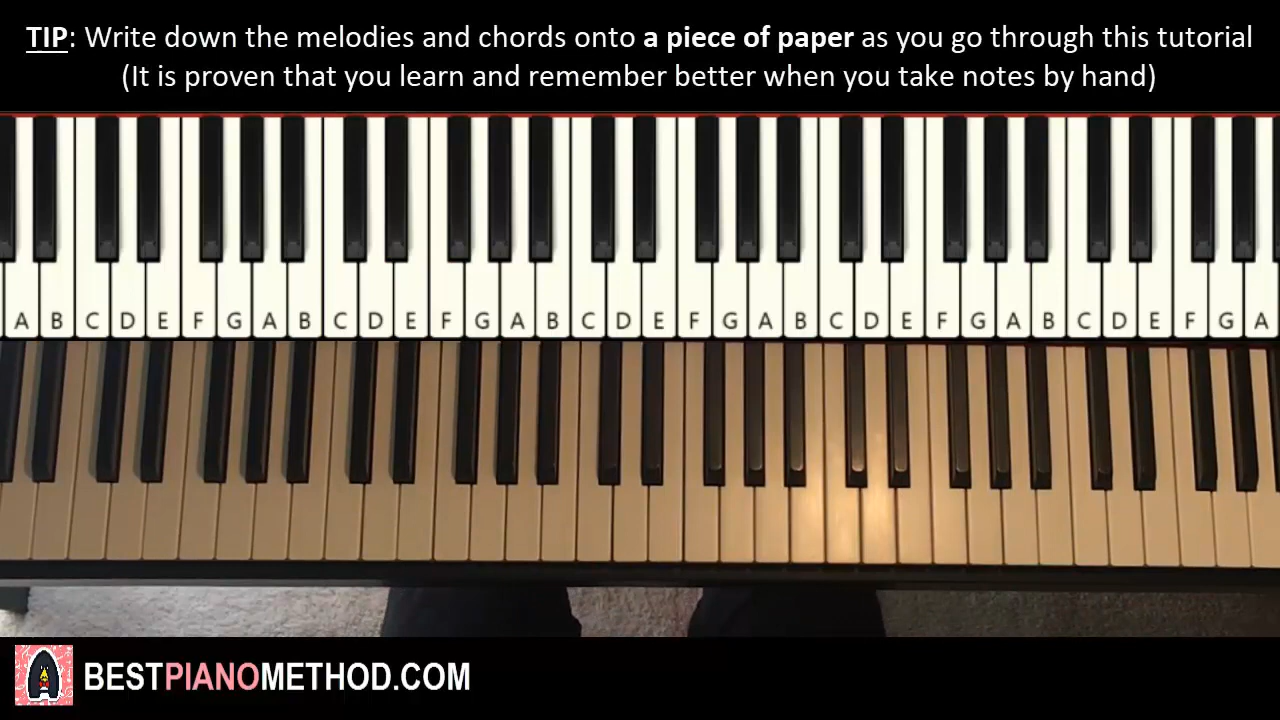 TIP: Write down the melodies and chords onto a piece of paper as you go through this tutorial
(It is proven that you learn and remember better when you take notes by hand)
A B C D E F G A B C D E F G A B C D E F G A B C D E F G A B C D E F G A
BESTPIANOMETHOD.COM